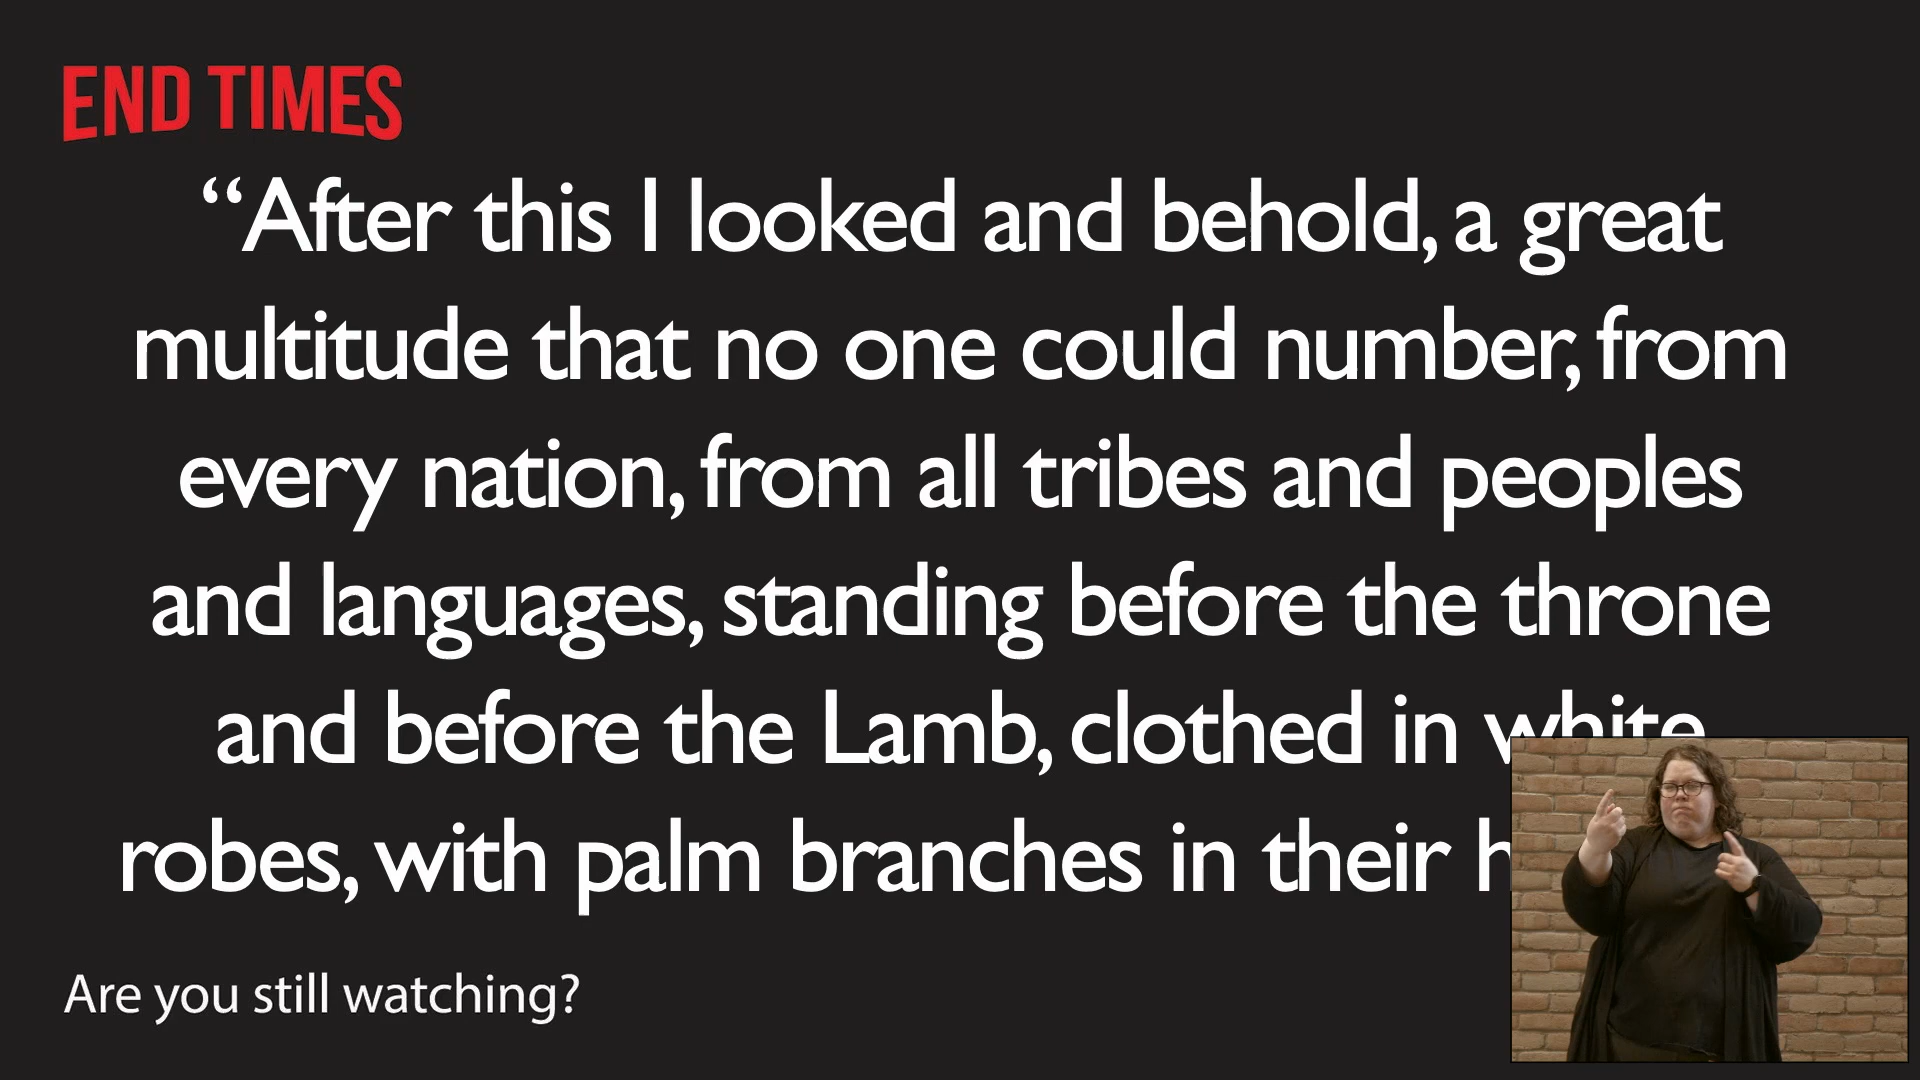 END TIMES
“After this I looked and behold, a great
multitude that no one could number, from
every nation, from all tribes and peoples
and languages, standing before the throne
and before the Lamb, clothed in white
robes, with palm branches in their
Are you still watching?